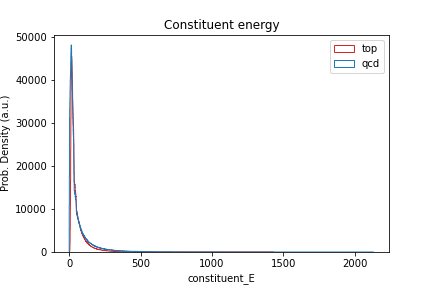 Constituent energy
Prob. Density (a.u.)
50000
40000
30000
20000
10000
0
top
qcd
0 500 1000 1500 2000
constituent_E